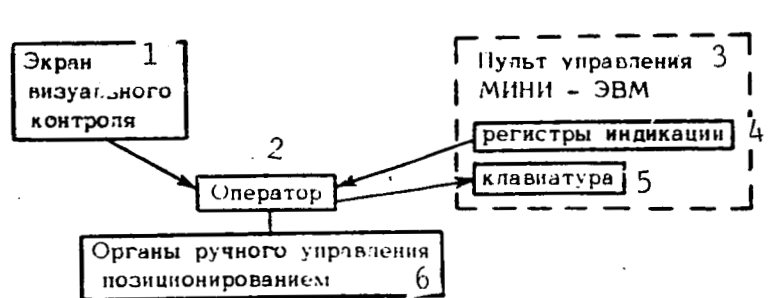 Экран 1
визуального
контроля
Пульт управления 3
МИНИ - ЭВМ
регистры индикации 4
клавиатура 5
2
Оператор
Органы ручного управления
позиционированием 6